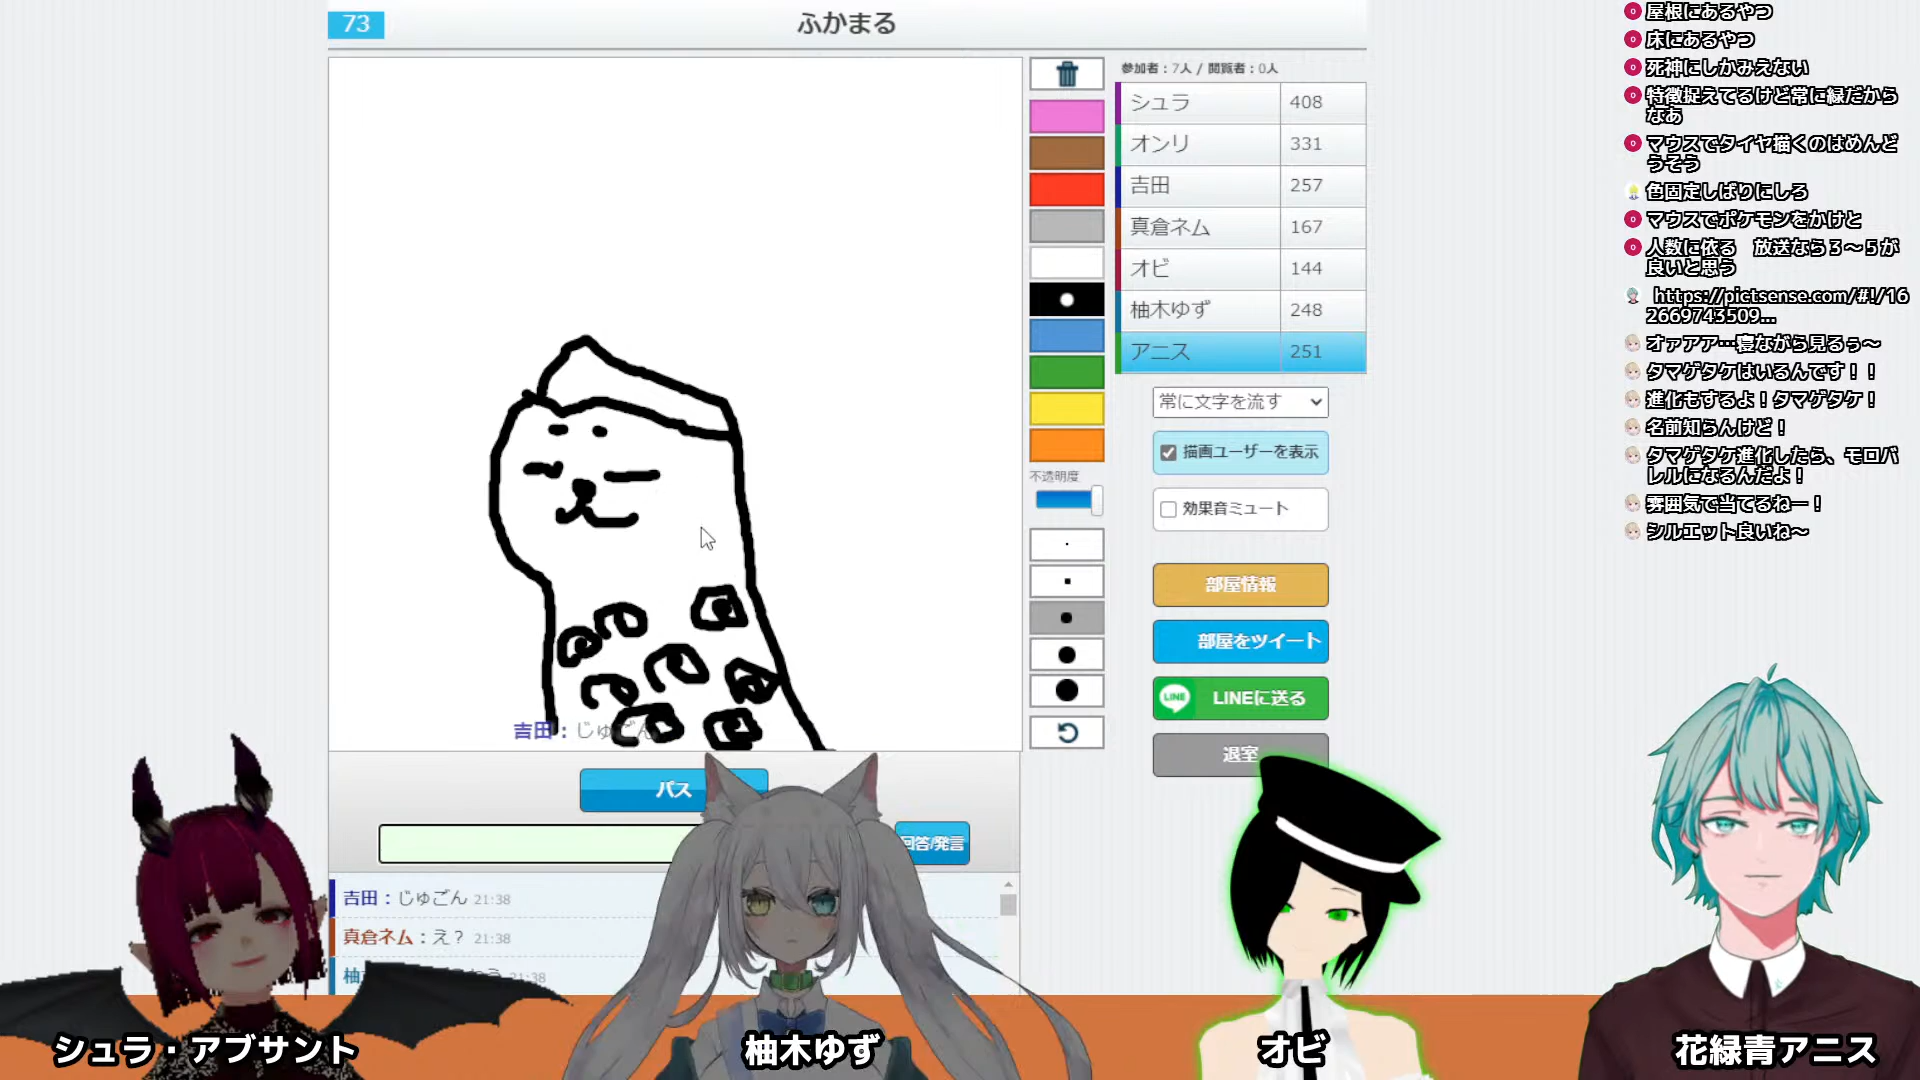 73
ふかまる
参加者：7人 / 閲覧者：0人
シュラ 408
オンリ 331
吉田 257
真倉ネム 167
オビ 144
柚木ゆず 248
アニス 251
常に文字を流す
描画ユーザーを表示
効果音ミュート
不透明度
部屋情報
部屋をツイート
LINE LINEに送る
退室
吉田：じゅごん
パス
回答/発言
吉田：じゅごん 21:38
真倉ネム：え？ 21:38
21:38
屋根にあるやつ
床にあるやつ
死神にしかみえない
特徴捉えてるけど常に緑だから
なあ
マウスでタイヤ描くのはめんど
うそう
色固定しばりにしろ
マウスでポケモンをかけと
人数に依る　放送なら３～５が
良いと思う
https://pictsense.com/#!/16
2669743509...
オァアア…寝ながら見るぅ～
タマゲタケはいるんです！！
進化もするよ！タマゲタケ！
名前知らんけど！
タマゲタケ進化したら、モロバ
レルになるんだよ！
雰囲気で当てるねー！
シルエット良いね～
シュラ・アブサント
柚木ゆず
オビ
花緑青アニス